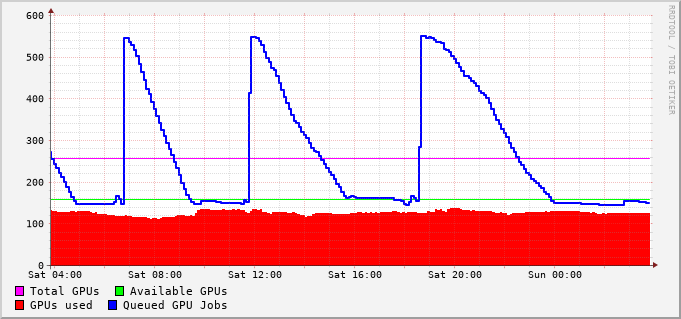 600
500
400
300
200
100
0
Sat 04:00 Sat 08:00 Sat 12:00 Sat 16:00 Sat 20:00 Sun 00:00
Total GPUs Available GPUs
GPUs used Queued GPU Jobs
RRDTOOL / TOBI OETIKER